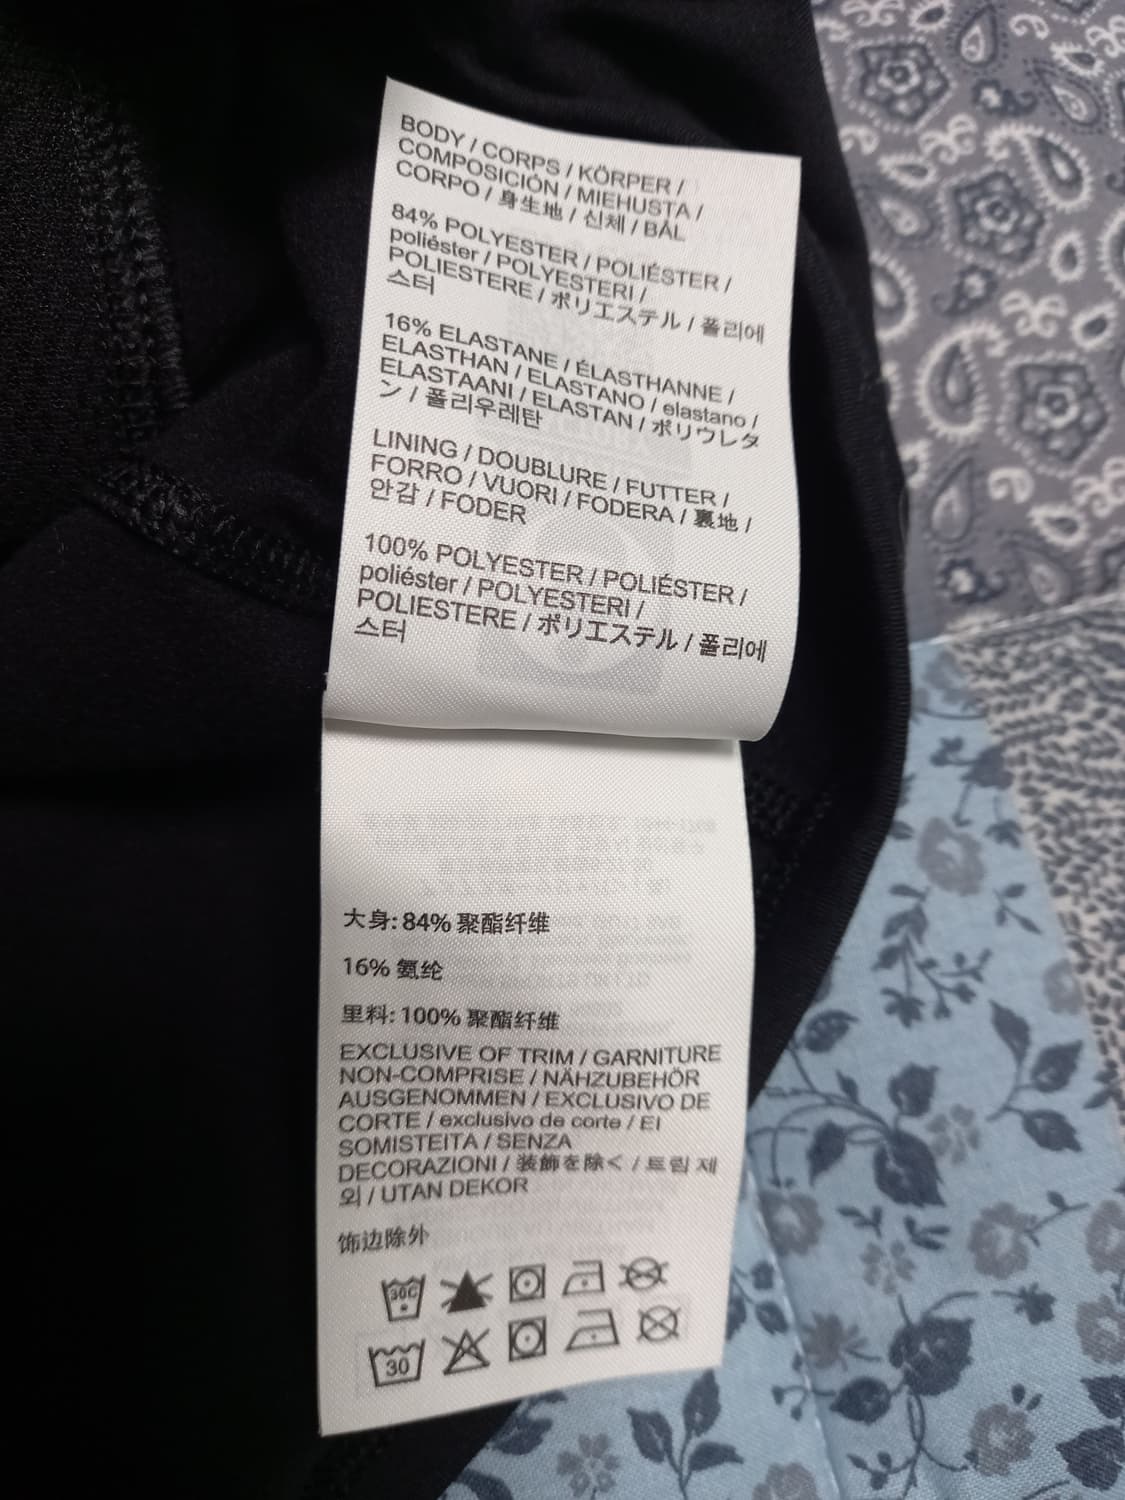 BODY / CORPS / KÖRPER /
COMPOSICIÓN / MIEHUSTA /
CORPO / 身生地 / 신체 / BÅL
84% POLYESTER / POLIÉSTER /
poliéster / POLYESTERI /
POLIESTERE / ポリエステル / 폴리에
스터
16% ELASTANE / ÉLASTHANNE /
ELASTHAN / ELASTANO / elastano /
ELASTAANI / ELASTAN / ポリウレタ
ン / 폴리우레탄
LINING / DOUBLURE / FUTTER /
FORRO / VUORI / FODERA / 裏地 /
안감 / FODER
100% POLYESTER / POLIÉSTER /
poliéster / POLYESTERI /
POLIESTERE / ポリエステル / 폴리에
스터
大身: 84% 聚酯纤维
16% 氨纶
里料: 100% 聚酯纤维
EXCLUSIVE OF TRIM / GARNITURE
NON-COMPRISE / NÄHZUBEHÖR
AUSGENOMMEN / EXCLUSIVO DE
CORTE / exclusivo de corte / EI
SOMISTEITA / SENZA
DECORAZIONI / 装飾を除く / 트림 제
외 / UTAN DEKOR
饰边除外
30C
30